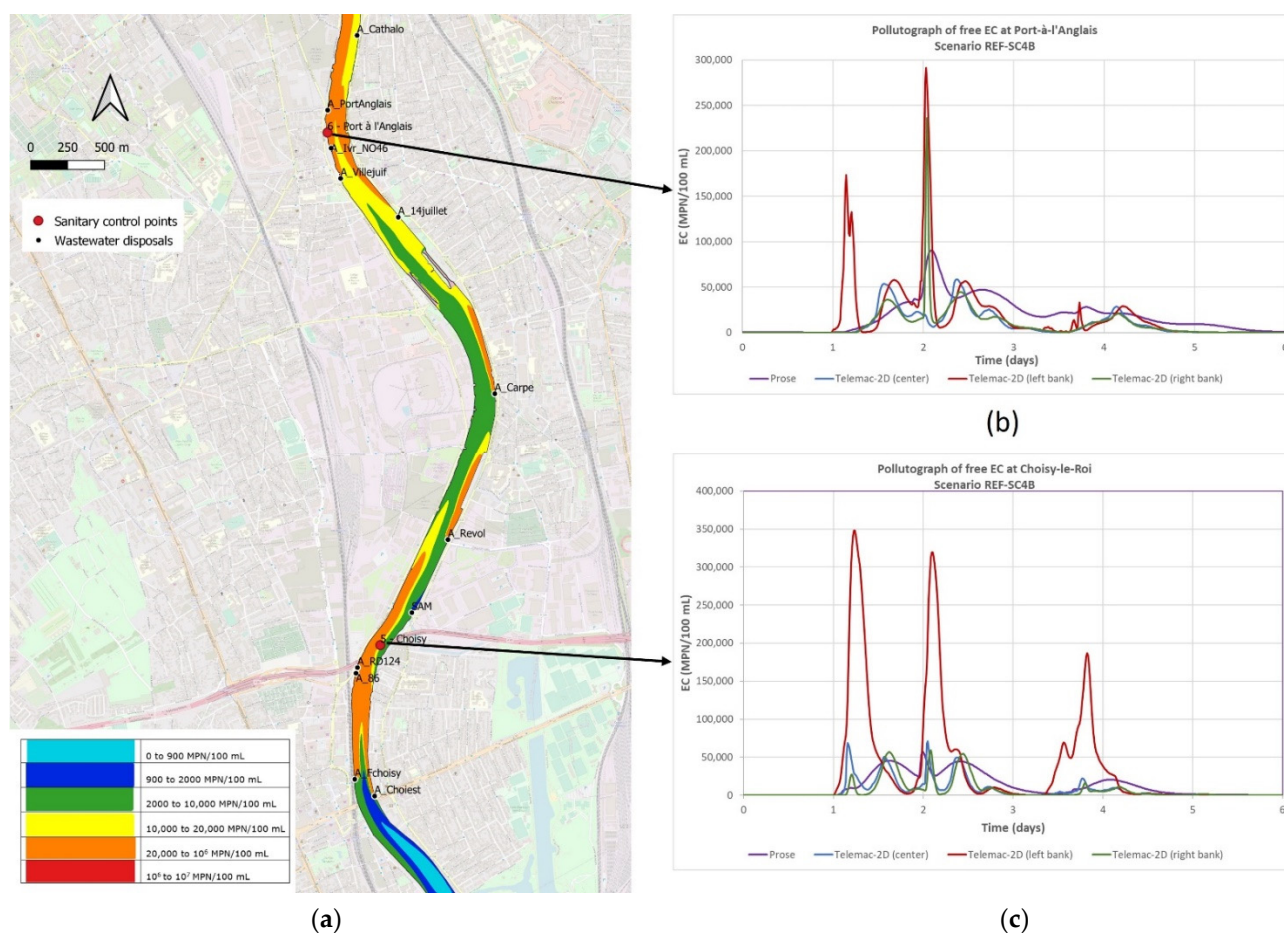 A_Cathalo
A_PortAnglais
6 - Port à l'Anglais
A_Ivr_NO46
A_Villejuif
A_14juillet
0 250 500 m
Sanitary control points
Wastewater disposals
A_Carpe
A_Revol
SAM
5 - Choisy
A_RD124
A_86
A_Fchoisy
A_Choiest
0 to 900 MPN/100 mL
900 to 2000 MPN/100 mL
2000 to 10,000 MPN/100 mL
10,000 to 20,000 MPN/100 mL
20,000 to 10⁶ MPN/100 mL
10⁶ to 10⁷ MPN/100 mL
(a)
Pollutograph of free EC at Port-à-l'Anglais
Scenario REF-SC4B
EC (MPN/100 mL)
300,000
250,000
200,000
150,000
100,000
50,000
0
0 1 2 3 4 5 6
Time (days)
Prose Telemac-2D (center) Telemac-2D (left bank) Telemac-2D (right bank)
(b)
Pollutograph of free EC at Choisy-le-Roi
Scenario REF-SC4B
EC (MPN/100 mL)
400,000
350,000
300,000
250,000
200,000
150,000
100,000
50,000
0
0 1 2 3 4 5 6
Time (days)
Prose Telemac-2D (center) Telemac-2D (left bank) Telemac-2D (right bank)
(c)